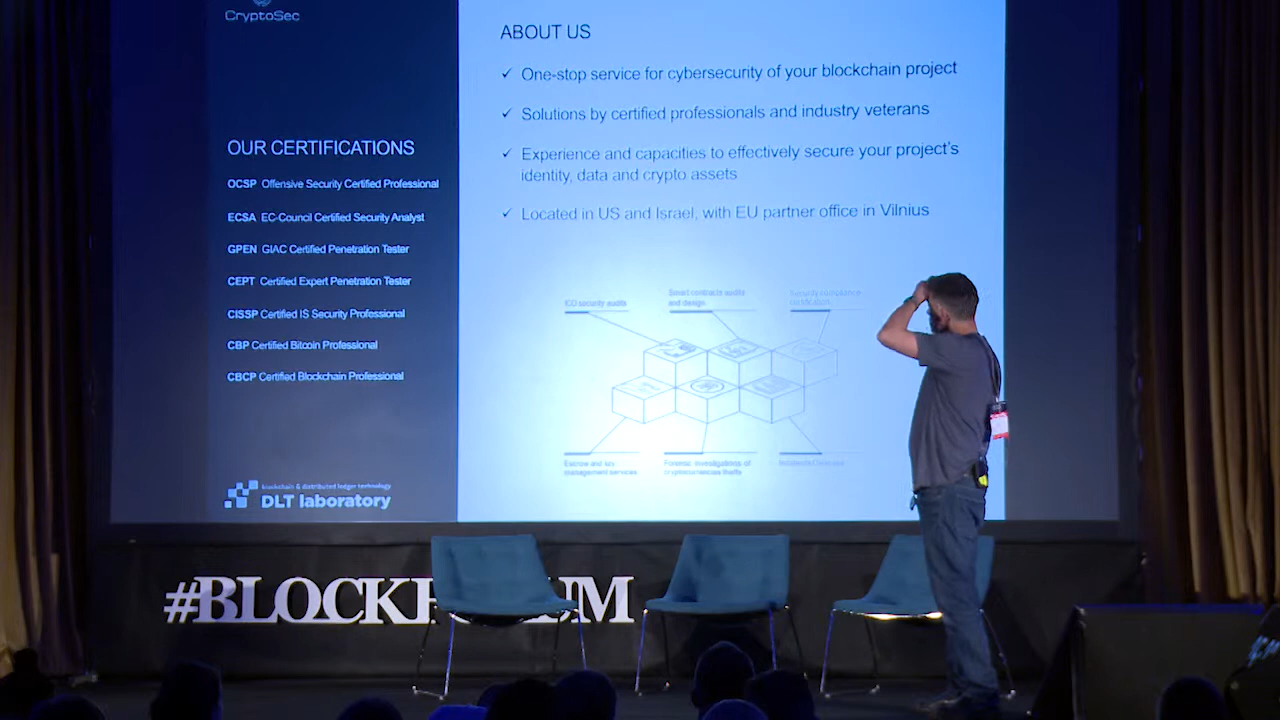 CryptoSec
OUR CERTIFICATIONS
OCSP Offensive Security Certified Professional
ECSA EC-Council Certified Security Analyst
GPEN GIAC Certified Penetration Tester
CEPT Certified Expert Penetration Tester
CISSP Certified IS Security Professional
CBP Certified Bitcoin Professional
CBCP Certified Blockchain Professional
blockchain & distributed ledger technology
DLT laboratory
ABOUT US
✓ One-stop service for cybersecurity of your blockchain project
✓ Solutions by certified professionals and industry veterans
✓ Experience and capacities to effectively secure your project's
identity, data and crypto assets
✓ Located in US and Israel, with EU partner office in Vilnius
ICO security audits
Smart contracts audits
and design
Security compliance
certification
Escrow and key
management services
Forensic investigations of
cryptocurrencies thefts
#BLOCKH UM